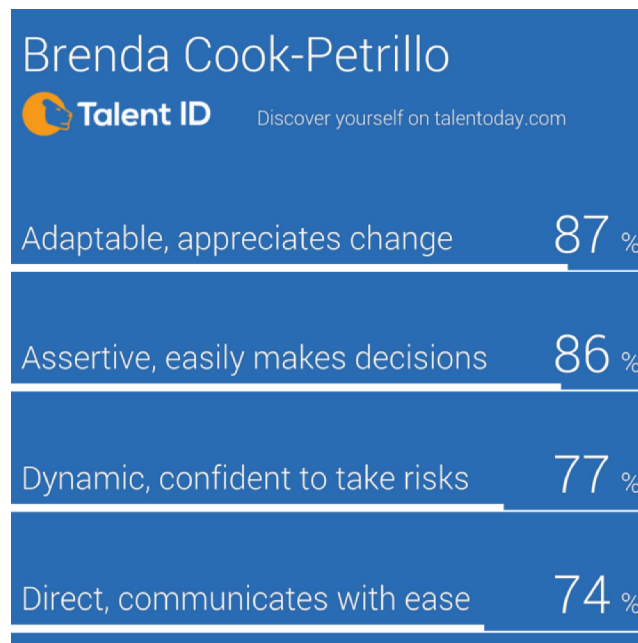 Brenda Cook-Petrillo
Talent ID Discover yourself on talentoday.com
Adaptable, appreciates change 87 %
Assertive, easily makes decisions 86 %
Dynamic, confident to take risks 77 %
Direct, communicates with ease 74 %